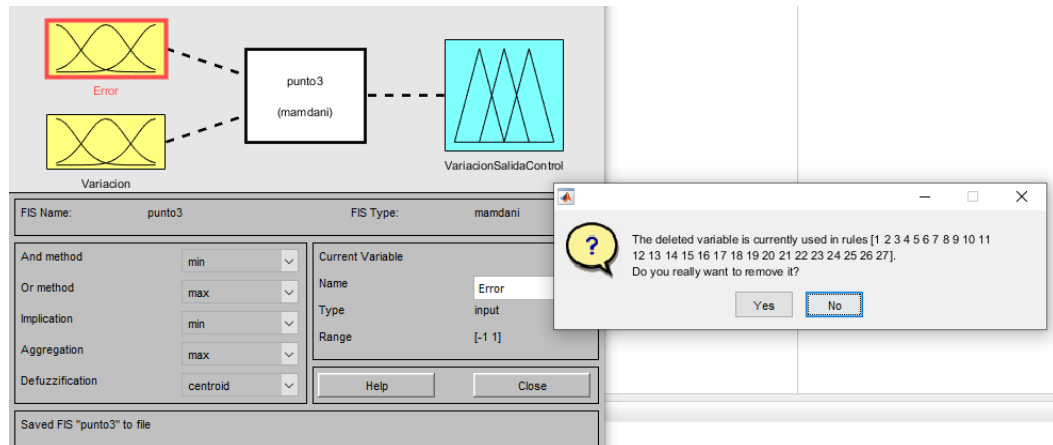 Error
punto3
(mamdani)
Variacion
VariacionSalidaControl
FIS Name: punto3 FIS Type: mamdani
And method min
Or method max
Implication min
Aggregation max
Defuzzification centroid
Current Variable
Name Error
Type input
Range [-1 1]
Help Close
Saved FIS "punto3" to file
?
The deleted variable is currently used in rules [1 2 3 4 5 6 7 8 9 10 11
12 13 14 15 16 17 18 19 20 21 22 23 24 25 26 27].
Do you really want to remove it?
Yes No